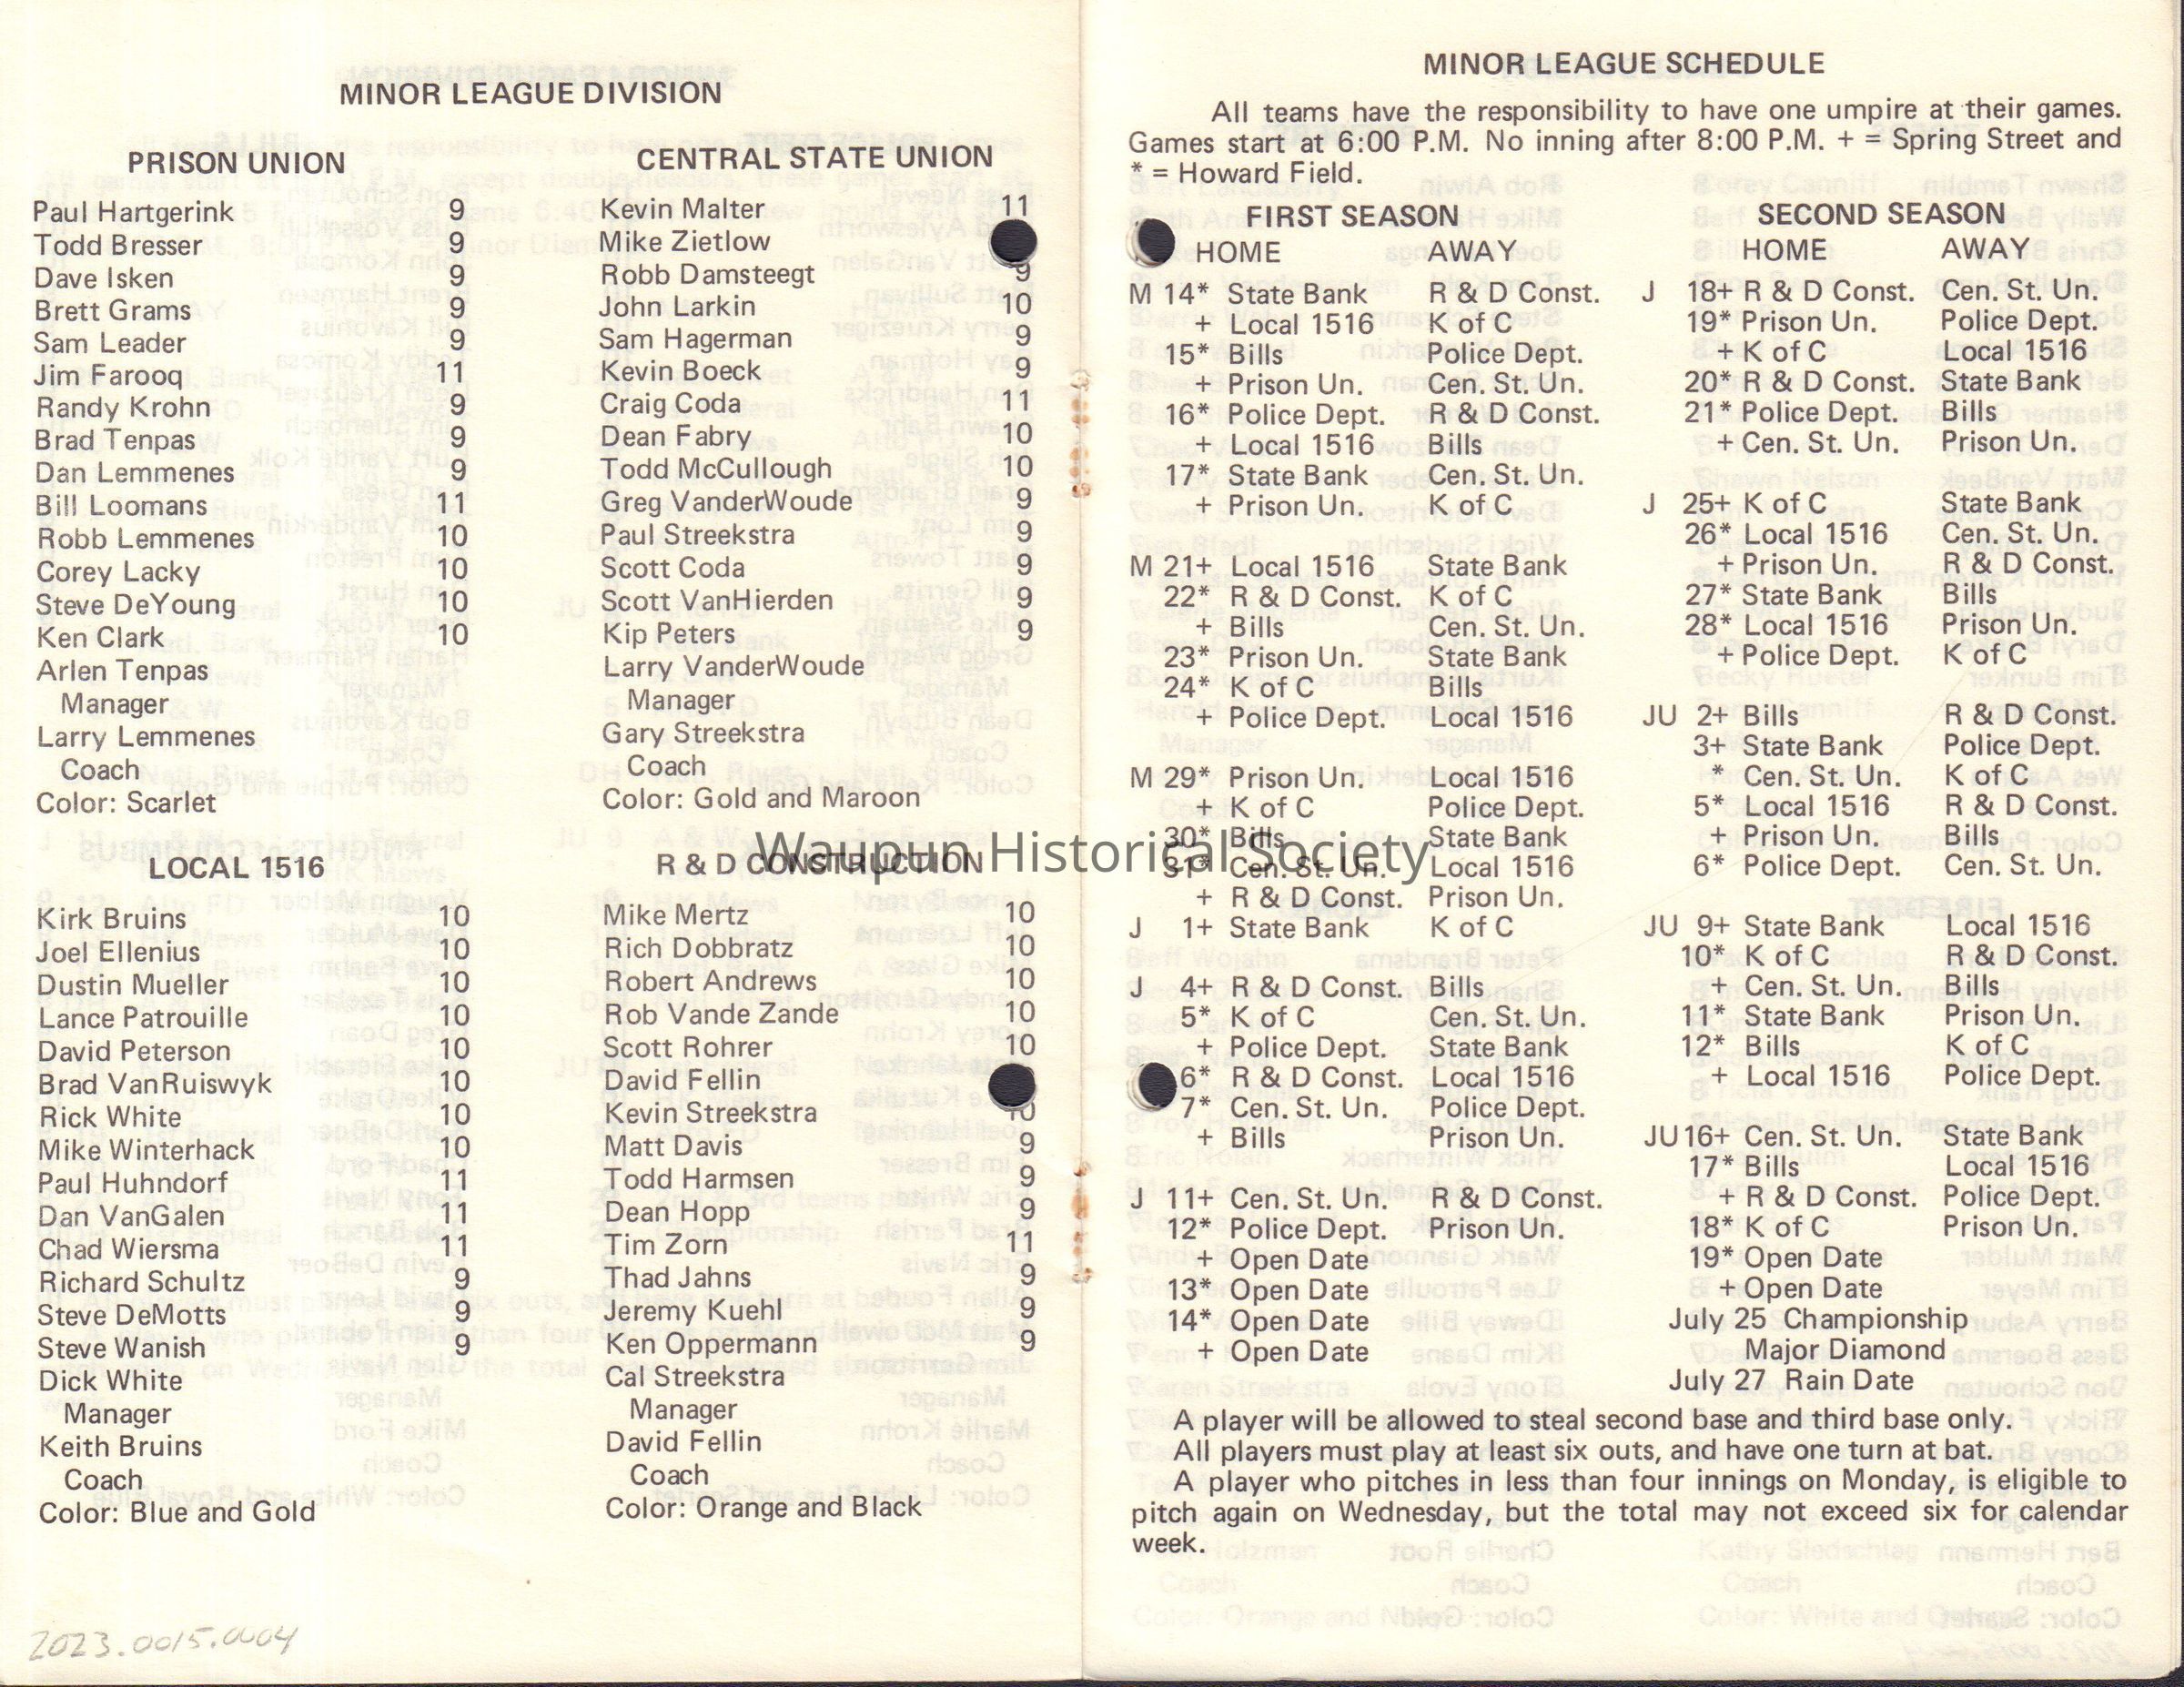 MINOR LEAGUE DIVISION
PRISON UNION
Paul Hartgerink 9
Todd Bresser 9
Dave Isken 9
Brett Grams 9
Sam Leader 9
Jim Farooq 11
Randy Krohn 9
Brad Tenpas 9
Dan Lemmenes 9
Bill Loomans 11
Robb Lemmenes 10
Corey Lacky 10
Steve DeYoung 10
Ken Clark 10
Arlen Tenpas
Manager
Larry Lemmenes
Coach
Color: Scarlet
CENTRAL STATE UNION
Kevin Malter 11
Mike Zietlow
Robb Damsteegt 9
John Larkin 10
Sam Hagerman 9
Kevin Boeck 9
Craig Coda 11
Dean Fabry 10
Todd McCullough 10
Greg VanderWoude 9
Paul Streekstra 9
Scott Coda 9
Scott VanHierden 9
Kip Peters 9
Larry VanderWoude
Manager
Gary Streekstra
Coach
Color: Gold and Maroon
LOCAL 1516
Kirk Bruins 10
Joel Ellenius 10
Dustin Mueller 10
Lance Patrouille 10
David Peterson 10
Brad VanRuiswyk 10
Rick White 10
Mike Winterhack 10
Paul Huhndorf 11
Dan VanGalen 11
Chad Wiersma 11
Richard Schultz 9
Steve DeMotts 9
Steve Wanish 9
Dick White
Manager
Keith Bruins
Coach
Color: Blue and Gold
R & D CONSTRUCTION
Mike Mertz 10
Rich Dobbratz 10
Robert Andrews 10
Rob Vande Zande 10
Scott Rohrer 10
David Fellin
Kevin Streekstra 10
Matt Davis 9
Todd Harmsen 9
Dean Hopp 9
Tim Zorn 11
Thad Jahns 9
Jeremy Kuehl 9
Ken Oppermann 9
Cal Streekstra
Manager
David Fellin
Coach
Color: Orange and Black
2023.0015.0004
Waupun Historical Society
MINOR LEAGUE SCHEDULE
All teams have the responsibility to have one umpire at their games.
Games start at 6:00 P.M. No inning after 8:00 P.M. + = Spring Street and
* = Howard Field.
FIRST SEASON
HOME AWAY
M 14* State Bank R & D Const.
+ Local 1516 K of C
15* Bills Police Dept.
+ Prison Un. Cen. St. Un.
16* Police Dept. R & D Const.
+ Local 1516 Bills
17* State Bank Cen. St. Un.
+ Prison Un. K of C
M 21+ Local 1516 State Bank
22* R & D Const. K of C
+ Bills Cen. St. Un.
23* Prison Un. State Bank
24* K of C Bills
+ Police Dept. Local 1516
M 29* Prison Un. Local 1516
+ K of C Police Dept.
30* Bills State Bank
31* Cen. St. Un. Local 1516
+ R & D Const. Prison Un.
J 1+ State Bank K of C
J 4+ R & D Const. Bills
5* K of C Cen. St. Un.
+ Police Dept. State Bank
6* R & D Const. Local 1516
7* Cen. St. Un. Police Dept.
+ Bills Prison Un.
J 11+ Cen. St. Un. R & D Const.
12* Police Dept. Prison Un.
+ Open Date
13* Open Date
14* Open Date
+ Open Date
SECOND SEASON
HOME AWAY
J 18+ R & D Const. Cen. St. Un.
19* Prison Un. Police Dept.
+ K of C Local 1516
20* R & D Const. State Bank
21* Police Dept. Bills
+ Cen. St. Un. Prison Un.
J 25+ K of C State Bank
26* Local 1516 Cen. St. Un.
+ Prison Un. R & D Const.
27* State Bank Bills
28* Local 1516 Prison Un.
+ Police Dept. K of C
JU 2+ Bills R & D Const.
3+ State Bank Police Dept.
* Cen. St. Un. K of C
5* Local 1516 R & D Const.
+ Prison Un. Bills
6* Police Dept. Cen. St. Un.
JU 9+ State Bank Local 1516
10* K of C R & D Const.
+ Cen. St. Un. Bills
11* State Bank Prison Un.
12* Bills K of C
+ Local 1516 Police Dept.
JU 16+ Cen. St. Un. State Bank
17* Bills Local 1516
+ R & D Const. Police Dept.
18* K of C Prison Un.
19* Open Date
+ Open Date
July 25 Championship
Major Diamond
July 27 Rain Date
A player will be allowed to steal second base and third base only.
All players must play at least six outs, and have one turn at bat.
A player who pitches in less than four innings on Monday, is eligible to
pitch again on Wednesday, but the total may not exceed six for calendar
week.